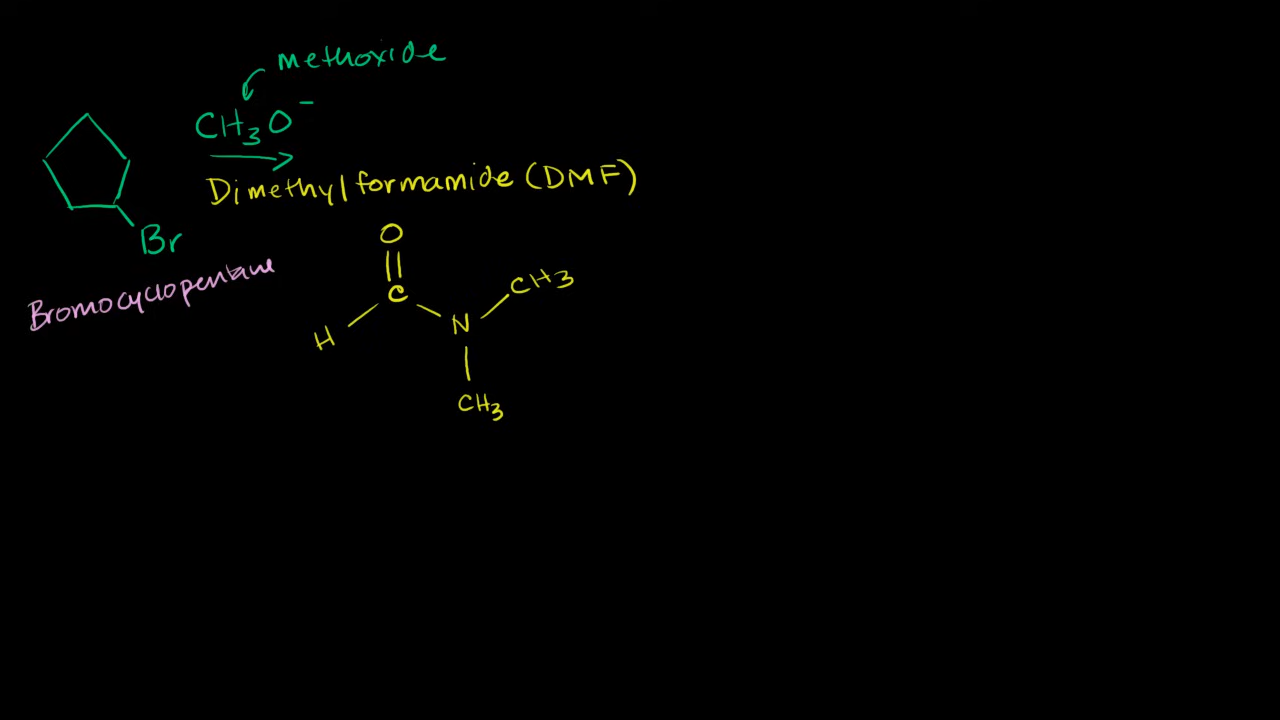 methoxide
CH3O−
Dimethylformamide (DMF)
Br
Bromocyclopentane
O
C
H
N
CH3
CH3